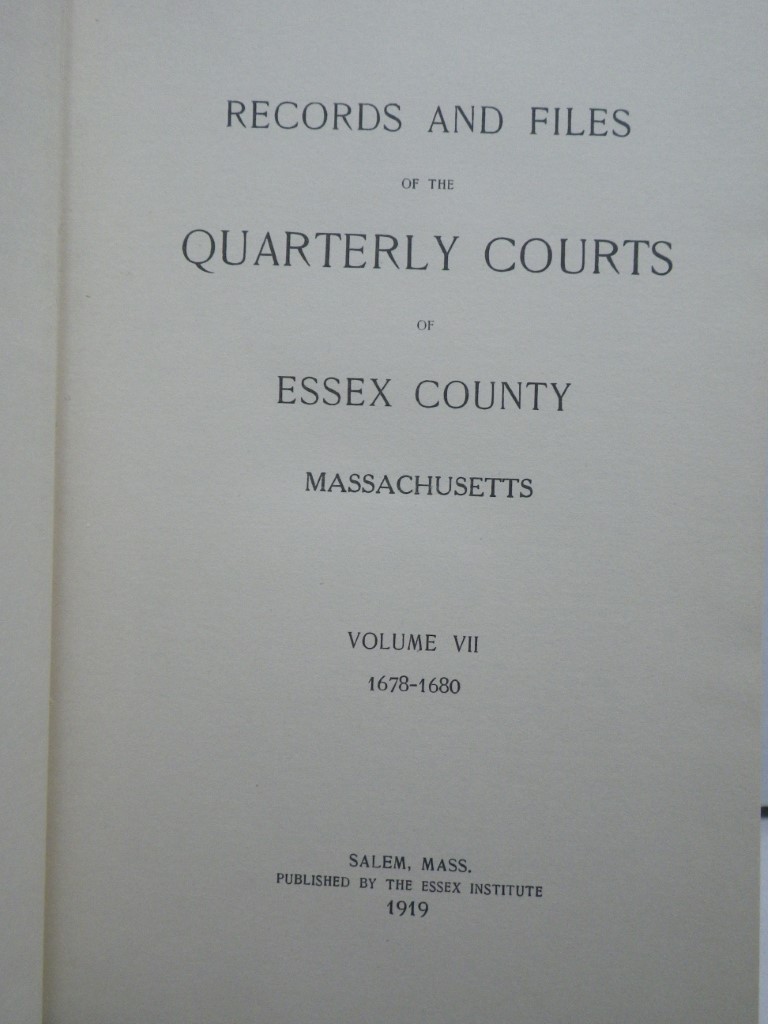 RECORDS AND FILES
OF THE
QUARTERLY COURTS
OF
ESSEX COUNTY
MASSACHUSETTS
VOLUME VII
1678-1680
SALEM, MASS.
PUBLISHED BY THE ESSEX INSTITUTE
1919